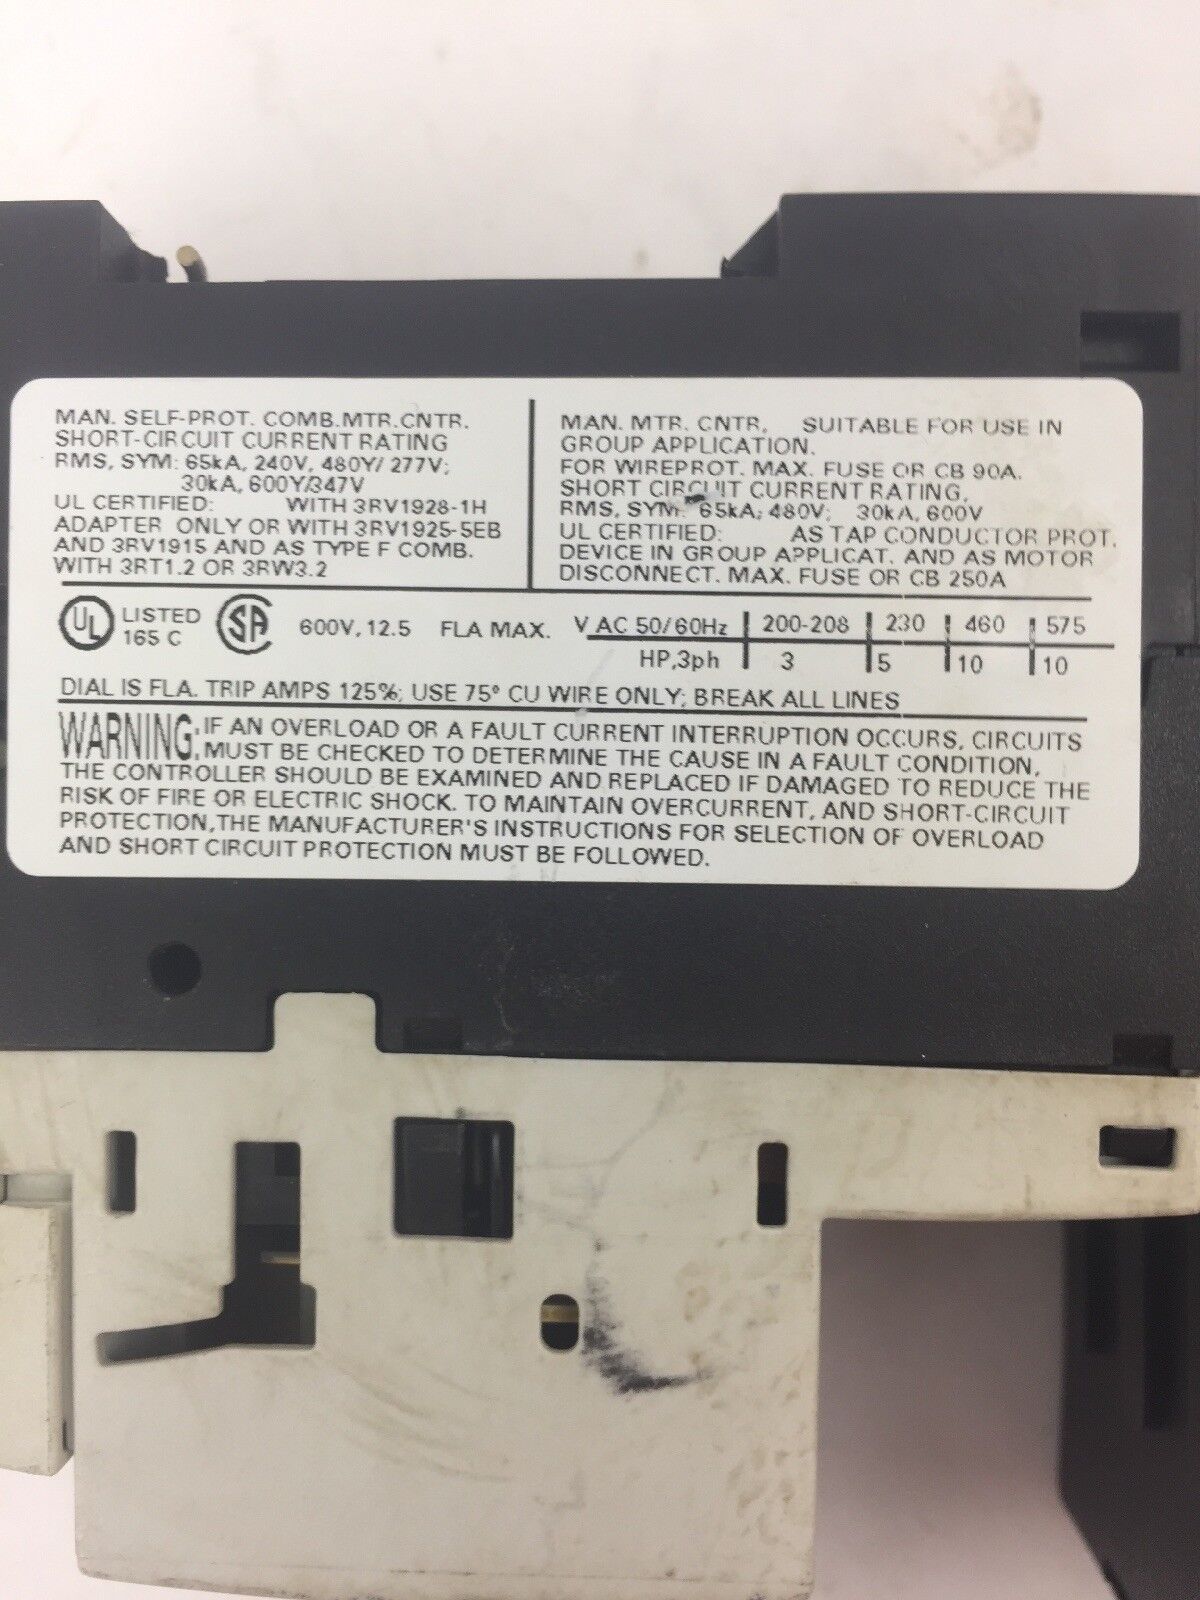 MAN. SELF-PROT. COMB.MTR.CNTR.
SHORT-CIRCUIT CURRENT RATING
RMS, SYM: 65kA, 240V, 480Y/ 277V;
30kA, 600Y/347V
UL CERTIFIED: WITH 3RV1928-1H
ADAPTER ONLY OR WITH 3RV1925-5EB
AND 3RV1915 AND AS TYPE F COMB.
WITH 3RT1.2 OR 3RW3.2
MAN. MTR. CNTR. SUITABLE FOR USE IN
GROUP APPLICATION.
FOR WIREPROT. MAX. FUSE OR CB 90A.
SHORT CIRCUIT CURRENT RATING,
RMS, SYM: 65kA; 480V; 30kA, 600V
UL CERTIFIED: AS TAP CONDUCTOR PROT.
DEVICE IN GROUP APPLICAT. AND AS MOTOR
DISCONNECT. MAX. FUSE OR CB 250A
UL LISTED
165 C
SA 600V, 12.5 FLA MAX.
V AC 50/60Hz 200-208 230 460 575
HP,3ph 3 5 10 10
DIAL IS FLA. TRIP AMPS 125%; USE 75° CU WIRE ONLY; BREAK ALL LINES
WARNING: IF AN OVERLOAD OR A FAULT CURRENT INTERRUPTION OCCURS, CIRCUITS
MUST BE CHECKED TO DETERMINE THE CAUSE IN A FAULT CONDITION,
THE CONTROLLER SHOULD BE EXAMINED AND REPLACED IF DAMAGED TO REDUCE THE
RISK OF FIRE OR ELECTRIC SHOCK. TO MAINTAIN OVERCURRENT, AND SHORT-CIRCUIT
PROTECTION,THE MANUFACTURER'S INSTRUCTIONS FOR SELECTION OF OVERLOAD
AND SHORT CIRCUIT PROTECTION MUST BE FOLLOWED.